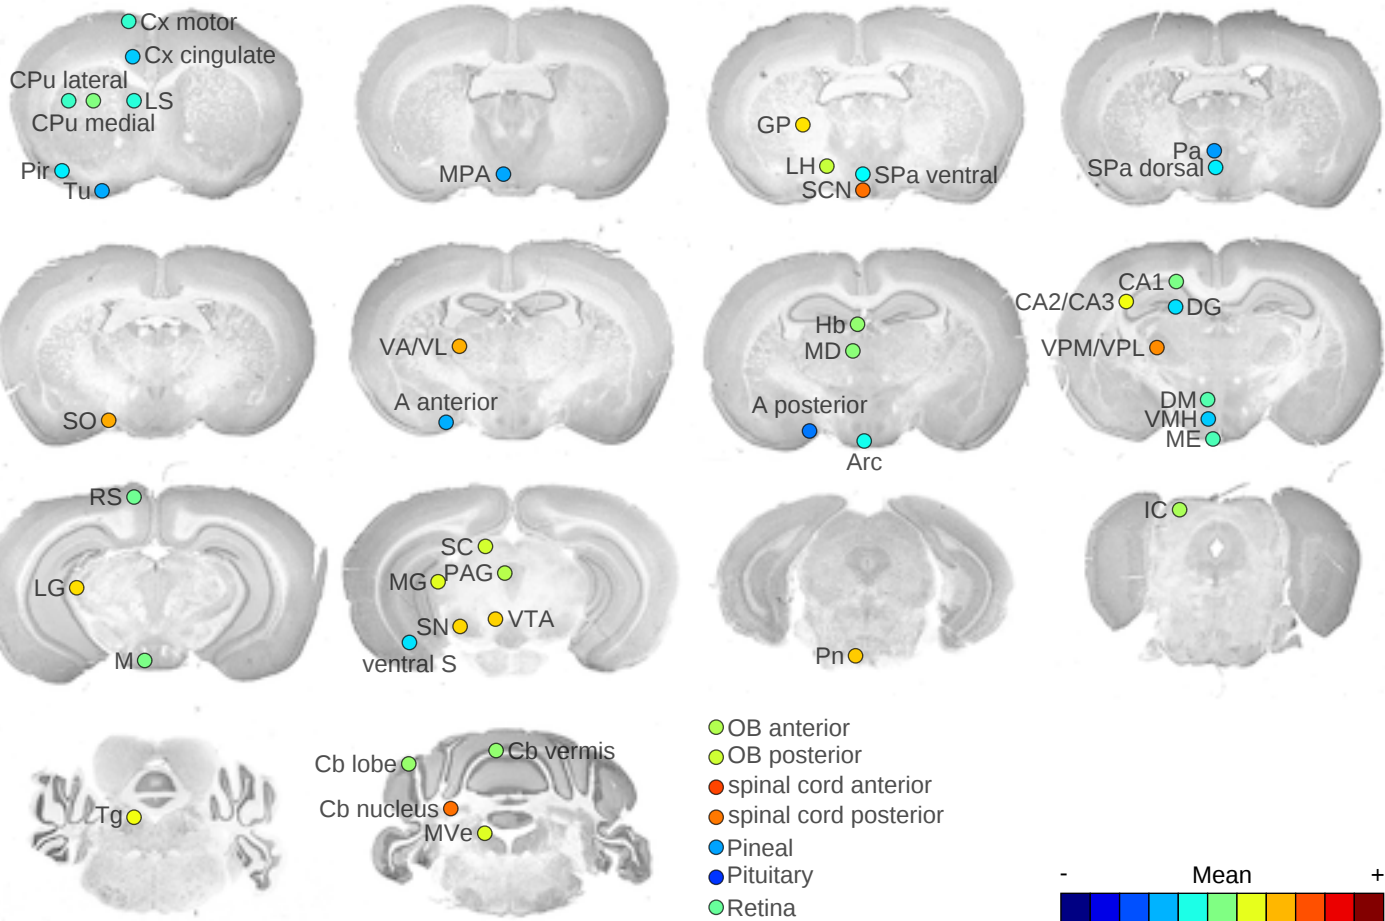 Cx motor
Cx cingulate
CPu lateral
LS
CPu medial
Pir
Tu
MPA
GP
LH
SPa ventral
SCN
Pa
SPa dorsal
SO
VA/VL
A anterior
Hb
MD
A posterior
Arc
CA1
CA2/CA3
DG
VPM/VPL
DM
VMH
ME
RS
LG
M
SC
MG
PAG
SN
VTA
ventral S
Pn
IC
Tg
Cb lobe
Cb vermis
Cb nucleus
MVe
OB anterior
OB posterior
spinal cord anterior
spinal cord posterior
Pineal
Pituitary
Retina
- Mean +